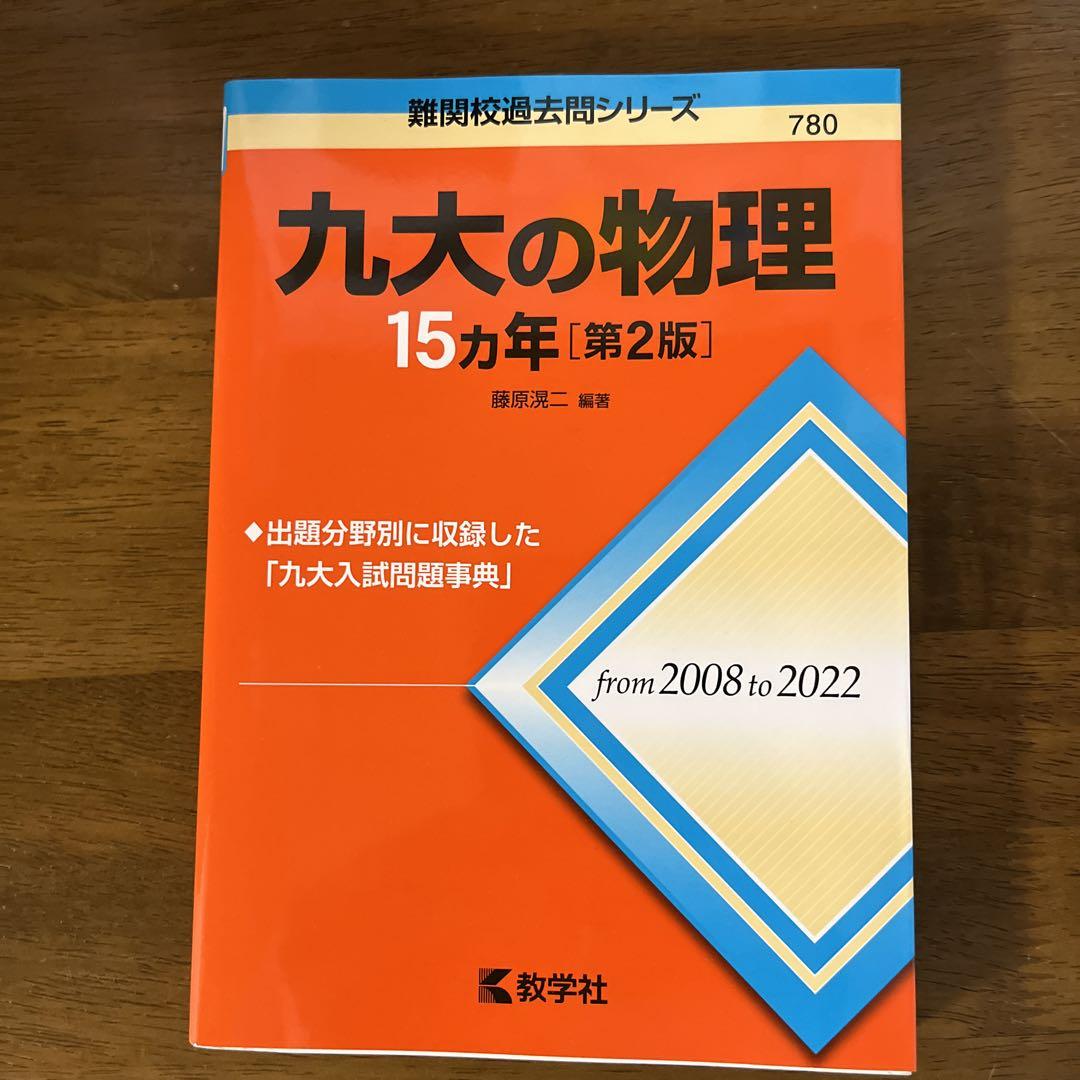 難関校過去問シリーズ
780
九大の物理
15カ年[第2版]
藤原滉二 編著
◆出題分野別に収録した
「九大入試問題事典」
from 2008 to 2022
教学社